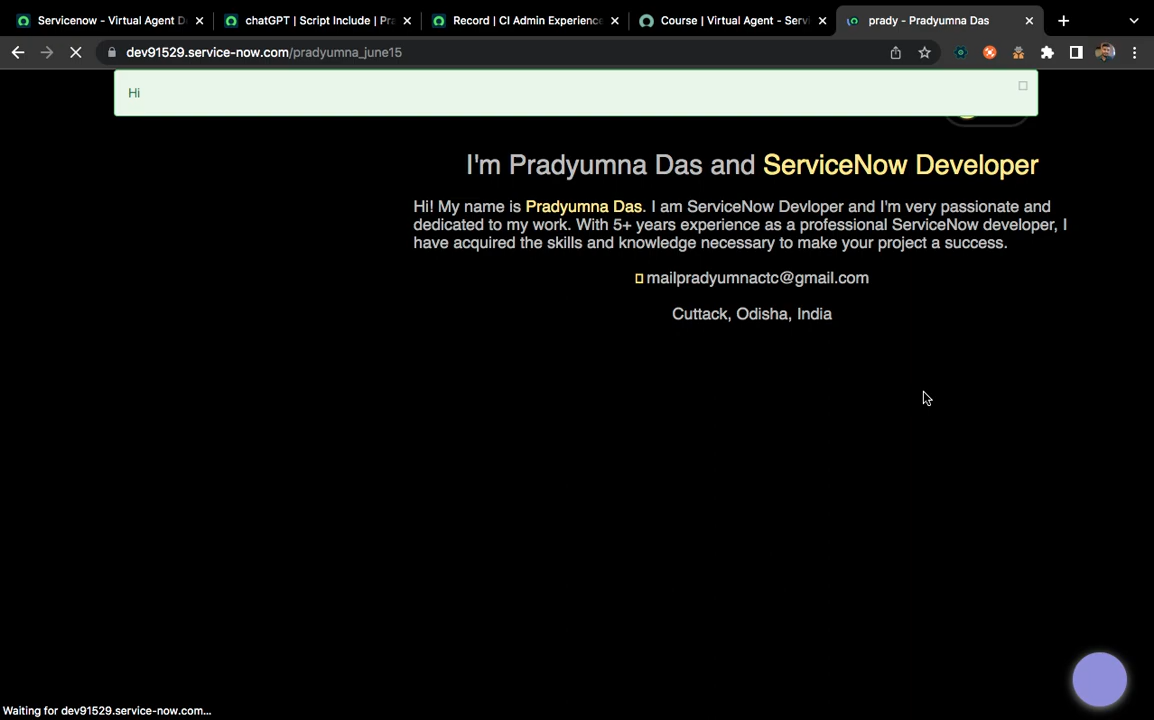 Servicenow - Virtual Agent D
chatGPT | Script Include | Pra
Record | CI Admin Experience
Course | Virtual Agent - Servi
prady - Pradyumna Das
dev91529.service-now.com/pradyumna_june15
Hi
I'm Pradyumna Das and ServiceNow Developer
Hi! My name is Pradyumna Das. I am ServiceNow Devloper and I'm very passionate and
dedicated to my work. With 5+ years experience as a professional ServiceNow developer, I
have acquired the skills and knowledge necessary to make your project a success.
mailpradyumnactc@gmail.com
Cuttack, Odisha, India
Waiting for dev91529.service-now.com...